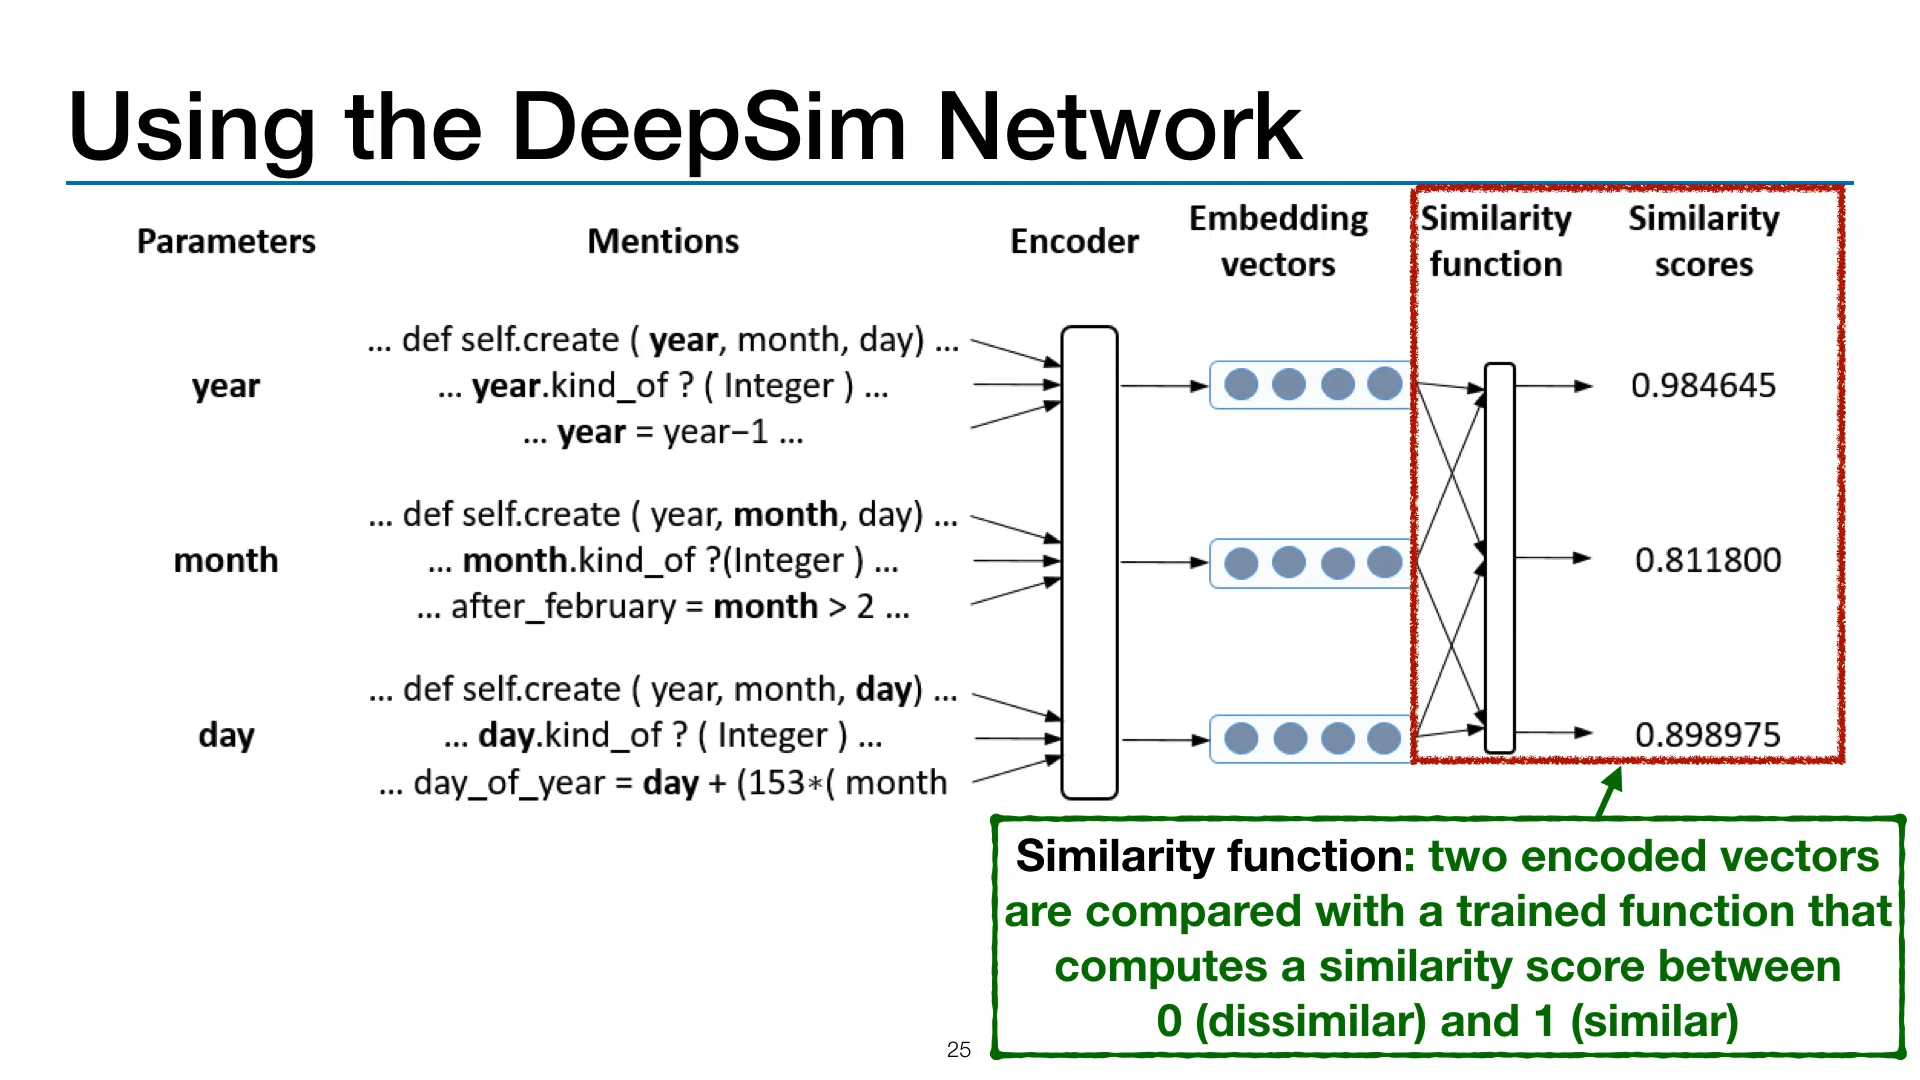 Using the DeepSim Network
Parameters
Mentions
Encoder
Embedding
vectors
Similarity
function
Similarity
scores
year
... def self.create ( year, month, day) ...
... year.kind_of ? ( Integer ) ...
... year = year−1 ...
0.984645
month
... def self.create ( year, month, day) ...
... month.kind_of ?(Integer ) ...
... after_february = month > 2 ...
0.811800
day
... def self.create ( year, month, day) ...
... day.kind_of ? ( Integer ) ...
... day_of_year = day + (153*( month
0.898975
Similarity function: two encoded vectors
are compared with a trained function that
computes a similarity score between
0 (dissimilar) and 1 (similar)
25